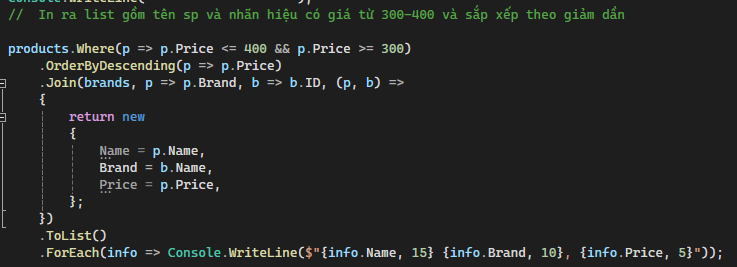 console.WriteLine(
//  In ra list gồm tên sp và nhãn hiệu có giá từ 300-400 và sắp xếp theo giảm dần
products.Where(p => p.Price <= 400 && p.Price >= 300)
.OrderByDescending(p => p.Price)
.Join(brands, p => p.Brand, b => b.ID, (p, b) =>
{
return new
{
Name = p.Name,
Brand = b.Name,
Price = p.Price,
};
})
.ToList()
.ForEach(info => Console.WriteLine($"{info.Name, 15} {info.Brand, 10}, {info.Price, 5}"));